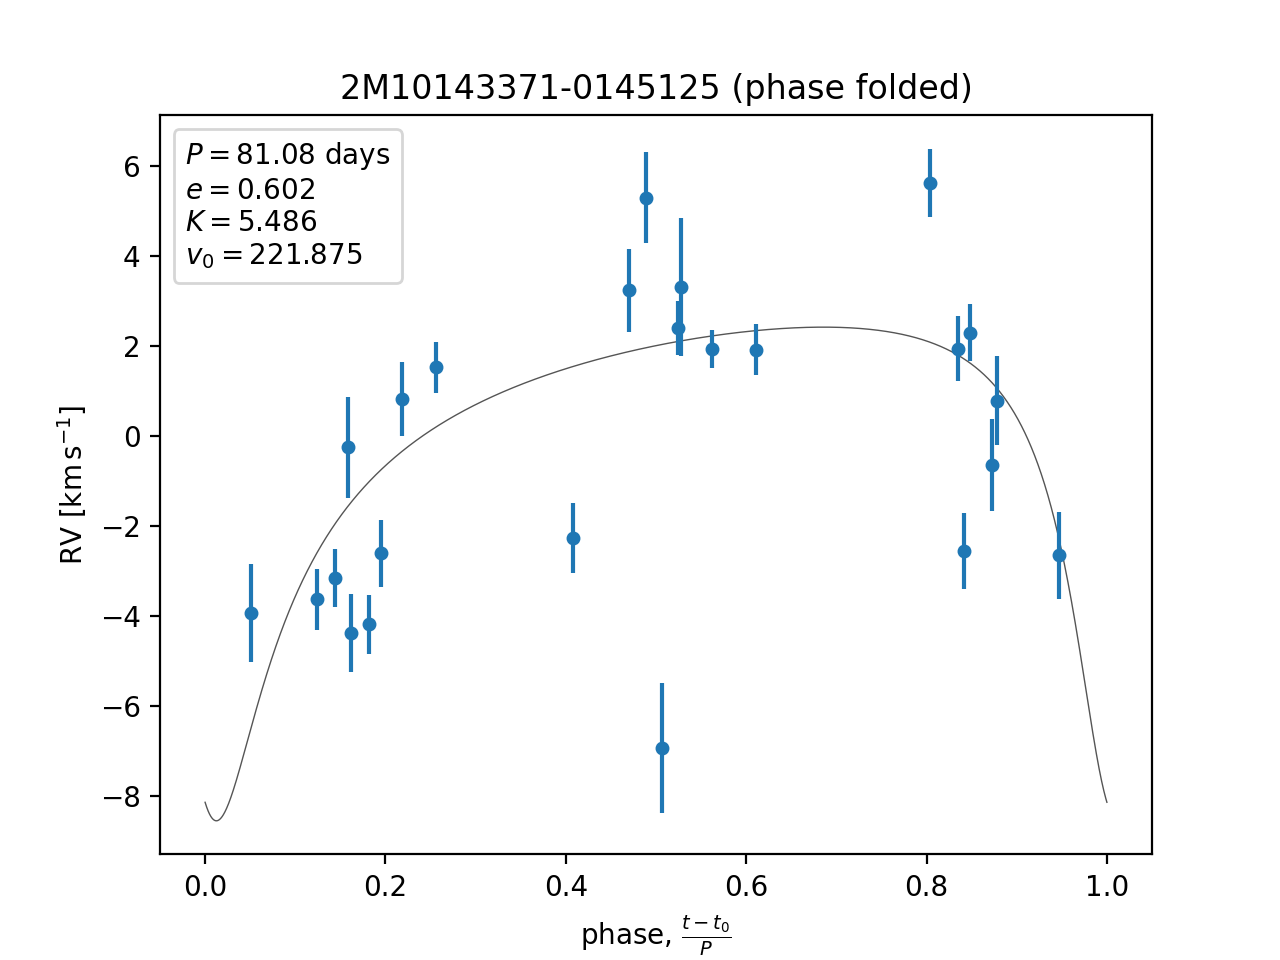 2M10143371-0145125 (phase folded)
P = 81.08 days
e = 0.602
K = 5.486
v₀ = 221.875
6
4
2
0
−2
−4
−6
−8
RV [km s⁻¹]
0.0 0.2 0.4 0.6 0.8 1.0
phase, (t − t₀)/P